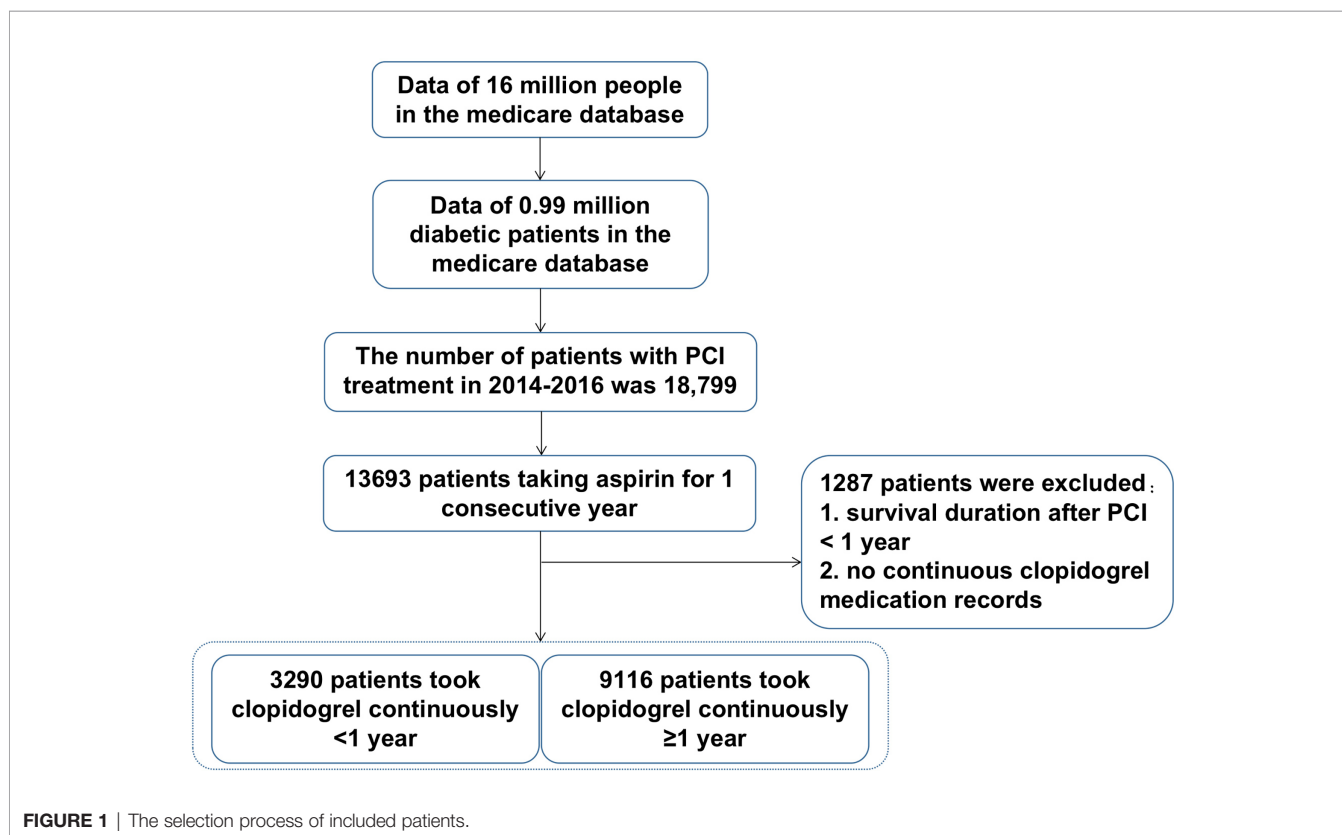 Data of 16 million people
in the medicare database
Data of 0.99 million
diabetic patients in the
medicare database
The number of patients with PCI
treatment in 2014-2016 was 18,799
13693 patients taking aspirin for 1
consecutive year
1287 patients were excluded：
1. survival duration after PCI
< 1 year
2. no continuous clopidogrel
medication records
3290 patients took
clopidogrel continuously
<1 year
9116 patients took
clopidogrel continuously
≥1 year
FIGURE 1 | The selection process of included patients.